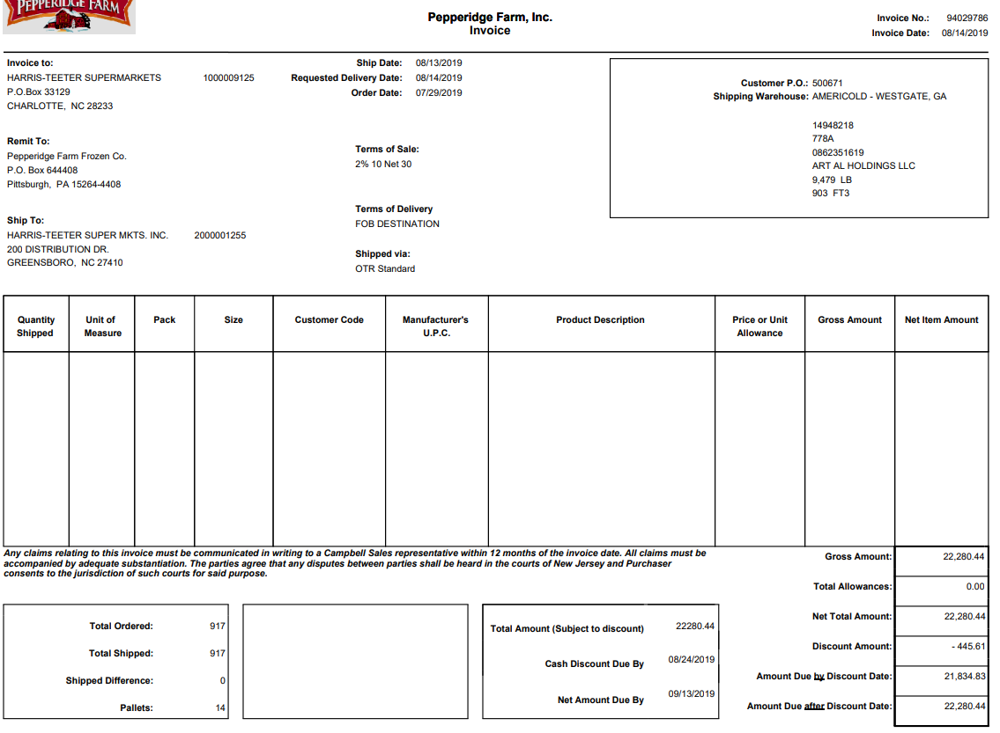 PEPPERIDGE FARM
Pepperidge Farm, Inc.
Invoice
Invoice No.: 94029786
Invoice Date: 08/14/2019
Invoice to:
HARRIS-TEETER SUPERMARKETS 1000009125
P.O.Box 33129
CHARLOTTE, NC 28233
Ship Date: 08/13/2019
Requested Delivery Date: 08/14/2019
Order Date: 07/29/2019
Customer P.O.: 500671
Shipping Warehouse: AMERICOLD - WESTGATE, GA
14948218
778A
0862351619
ART AL HOLDINGS LLC
9,479 LB
903 FT3
Remit To:
Pepperidge Farm Frozen Co.
P.O. Box 644408
Pittsburgh, PA 15264-4408
Terms of Sale:
2% 10 Net 30
Ship To:
HARRIS-TEETER SUPER MKTS. INC. 2000001255
200 DISTRIBUTION DR.
GREENSBORO, NC 27410
Terms of Delivery
FOB DESTINATION
Shipped via:
OTR Standard
Quantity Shipped
Unit of Measure
Pack
Size
Customer Code
Manufacturer's U.P.C.
Product Description
Price or Unit Allowance
Gross Amount
Net Item Amount
Any claims relating to this invoice must be communicated in writing to a Campbell Sales representative within 12 months of the invoice date. All claims must be
accompanied by adequate substantiation. The parties agree that any disputes between parties shall be heard in the courts of New Jersey and Purchaser
consents to the jurisdiction of such courts for said purpose.
Total Ordered: 917
Total Shipped: 917
Shipped Difference: 0
Pallets: 14
Total Amount (Subject to discount) 22280.44
Cash Discount Due By 08/24/2019
Net Amount Due By 09/13/2019
Gross Amount: 22,280.44
Total Allowances: 0.00
Net Total Amount: 22,280.44
Discount Amount: - 445.61
Amount Due by Discount Date: 21,834.83
Amount Due after Discount Date: 22,280.44